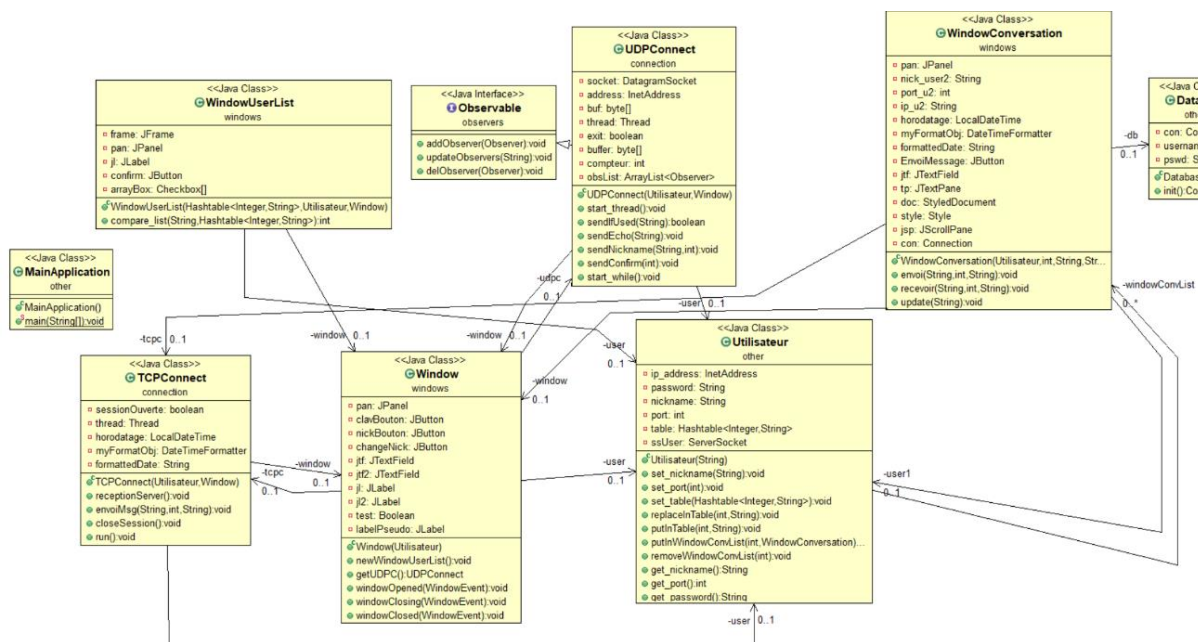 <<Java Class>>
WindowUserList
windows
frame: JFrame
pan: JPanel
jl: JLabel
confirm: JButton
arrayBox: Checkbox[]
WindowUserList(Hashtable<Integer,String>,Utilisateur,Window)
compare_list(String,Hashtable<Integer,String>):int
<<Java Interface>>
Observable
observers
addObserver(Observer):void
updateObservers(String):void
delObserver(Observer):void
<<Java Class>>
UDPConnect
connection
socket: DatagramSocket
address: InetAddress
buf: byte[]
thread: Thread
exit: boolean
buffer: byte[]
compteur: int
obsList: ArrayList<Observer>
UDPConnect(Utilisateur,Window)
start_thread():void
sendIfUsed(String):boolean
sendEcho(String):void
sendNickname(String,int):void
sendConfirm(int):void
start_while():void
<<Java Class>>
WindowConversation
windows
pan: JPanel
nick_user2: String
port_u2: int
ip_u2: String
horodatage: LocalDateTime
myFormatObj: DateTimeFormatter
formattedDate: String
EnvoiMessage: JButton
jtf: JTextField
tp: JTextPane
doc: StyledDocument
style: Style
jsp: JScrollPane
con: Connection
WindowConversation(Utilisateur,int,String,Str...
envoi(String,int,String):void
recevoir(String,int,String):void
update(String):void
-db
0..1
<<Java C
Data
othe
con: Co
usernam
pswd: S
Databas
init():Co
<<Java Class>>
MainApplication
other
MainApplication()
main(String[]):void
-udpc
0..1
-user 0..1
-windowConvList
0..*
-tcpc 0..1
-window 0..1
-window 0..1
-user
0..1
-window
0..1
<<Java Class>>
TCPConnect
connection
sessionOuverte: boolean
thread: Thread
horodatage: LocalDateTime
myFormatObj: DateTimeFormatter
formattedDate: String
TCPConnect(Utilisateur,Window)
receptionServer():void
envoiMsg(String,int,String):void
closeSession():void
run():void
-window
0..1
-tcpc
0..1
<<Java Class>>
Window
windows
pan: JPanel
clavBouton: JButton
nickBouton: JButton
changeNick: JButton
jtf: JTextField
jtf2: JTextField
jl: JLabel
jl2: JLabel
test: Boolean
labelPseudo: JLabel
Window(Utilisateur)
newWindowUserList():void
getUDPC():UDPConnect
windowOpened(WindowEvent):void
windowClosing(WindowEvent):void
windowClosed(WindowEvent):void
-user
0..1
<<Java Class>>
Utilisateur
other
ip_address: InetAddress
password: String
nickname: String
port: int
table: Hashtable<Integer,String>
ssUser: ServerSocket
Utilisateur(String)
set_nickname(String):void
set_port(int):void
set_table(Hashtable<Integer,String>):void
replaceInTable(int,String):void
putInTable(int,String):void
putInWindowConvList(int,WindowConversation)...
removeWindowConvList(int):void
get_nickname():String
get_port():int
get_password():String
-user1
0..1
-user 0..1